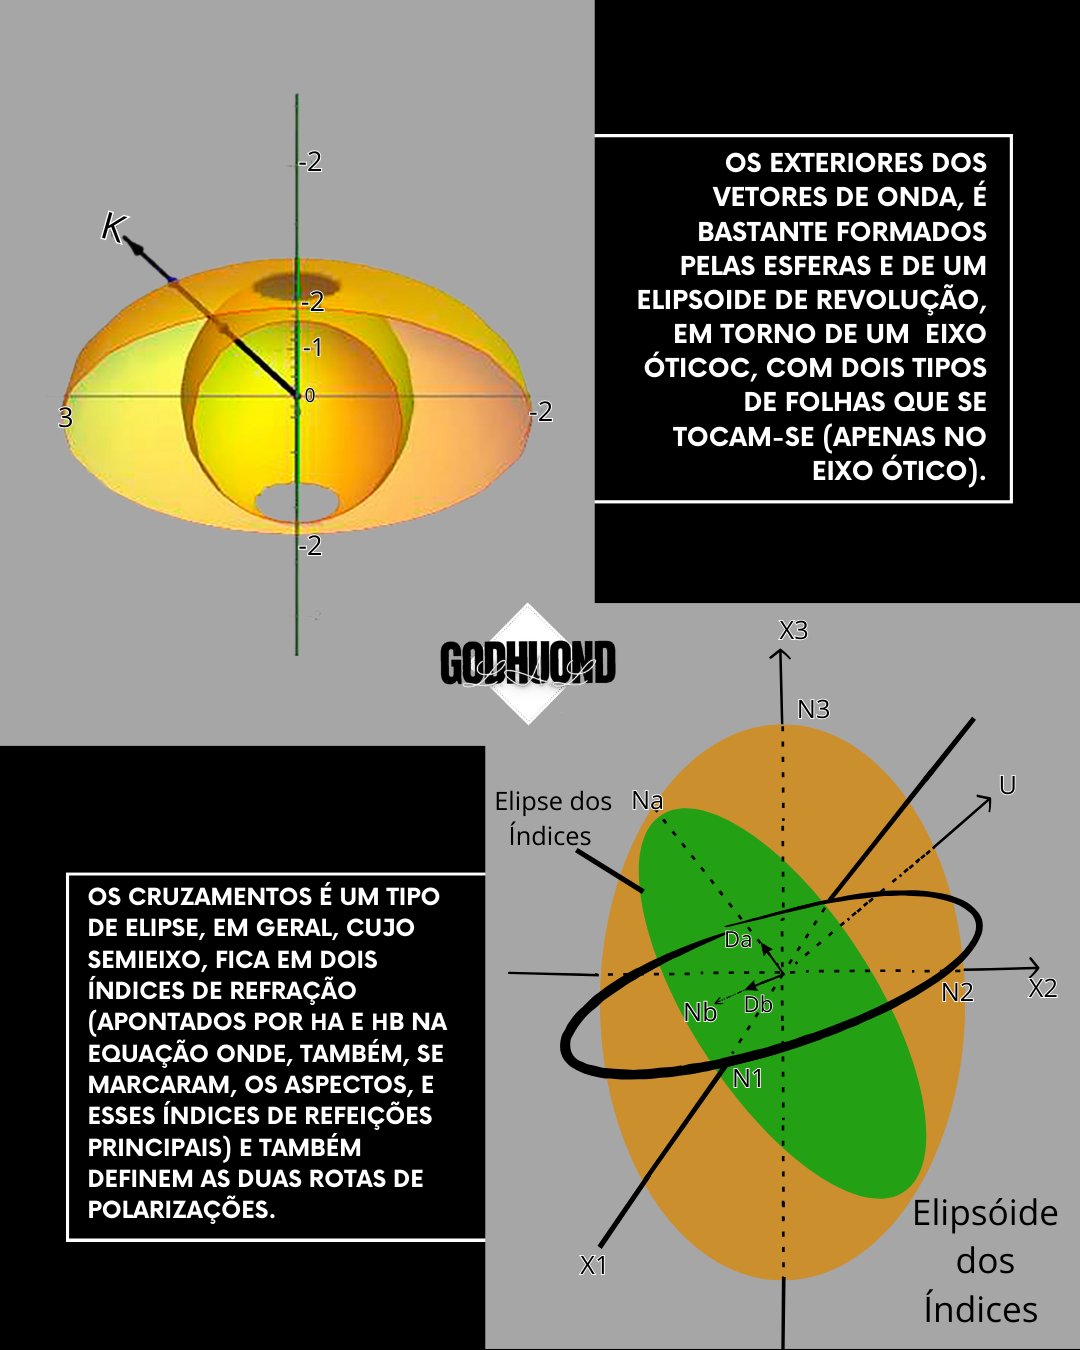 -2
K
-2
-1
0
3
-2
-2
OS EXTERIORES DOS
VETORES DE ONDA, É
BASTANTE FORMADOS
PELAS ESFERAS E DE UM
ELIPSOIDE DE REVOLUÇÃO,
EM TORNO DE UM EIXO
ÓTICOC, COM DOIS TIPOS
DE FOLHAS QUE SE
TOCAM-SE (APENAS NO
EIXO ÓTICO).
GODHUOND
X3
N3
U
Elipse dos
Índices
Na
Da
Nb
Db
N2
X2
N1
X1
Elipsóide
dos
Índices
OS CRUZAMENTOS É UM TIPO
DE ELIPSE, EM GERAL, CUJO
SEMIEIXO, FICA EM DOIS
ÍNDICES DE REFRAÇÃO
(APONTADOS POR HA E HB NA
EQUAÇÃO ONDE, TAMBÉM, SE
MARCARAM, OS ASPECTOS, E
ESSES ÍNDICES DE REFEIÇÕES
PRINCIPAIS) E TAMBÉM
DEFINEM AS DUAS ROTAS DE
POLARIZAÇÕES.